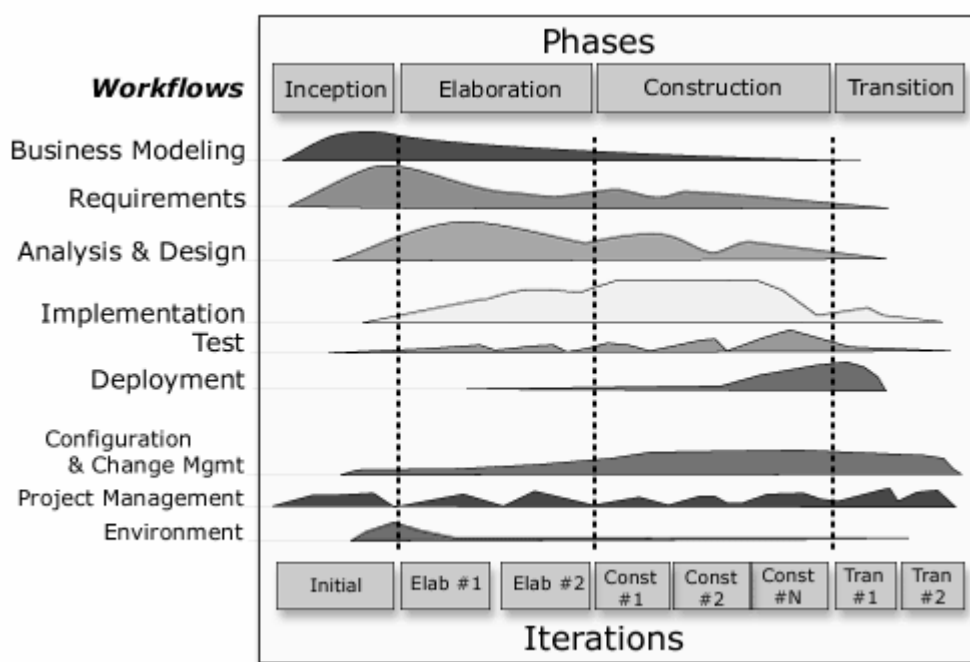 Phases
Workflows
Inception
Elaboration
Construction
Transition
Business Modeling
Requirements
Analysis & Design
Implementation
Test
Deployment
Configuration
& Change Mgmt
Project Management
Environment
Initial
Elab #1
Elab #2
Const
#1
Const
#2
Const
#N
Tran
#1
Tran
#2
Iterations